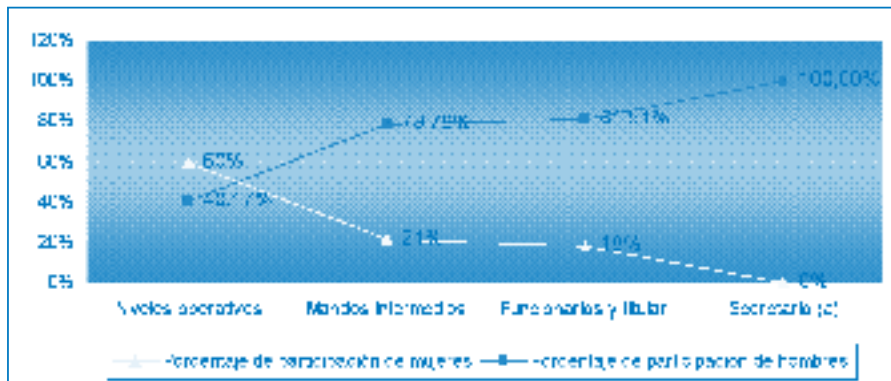 120%
100%
80%
60%
40%
20%
0%
100,00%
60%
21%
0%
Niveles operativos
Mandos intermedios
Funcionarios y titular
Secretario (a)
Porcentaje de participación de mujeres
Porcentaje de participación de hombres